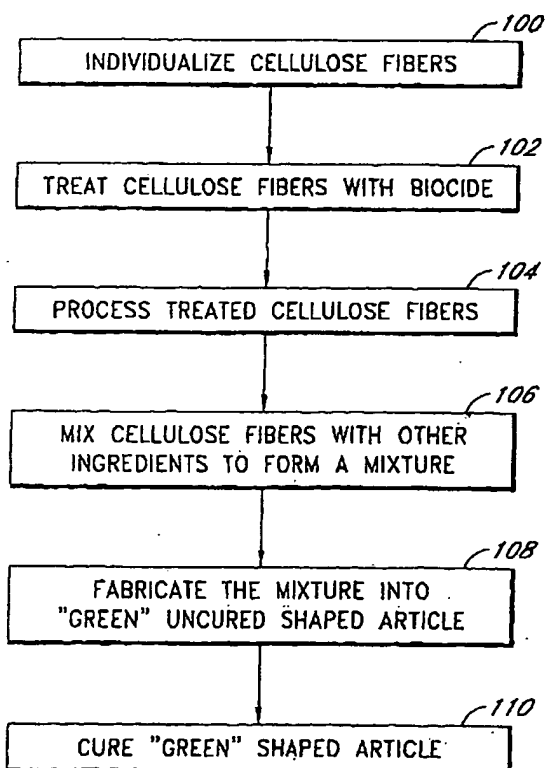 100
INDIVIDUALIZE CELLULOSE FIBERS
102
TREAT CELLULOSE FIBERS WITH BIOCIDE
104
PROCESS TREATED CELLULOSE FIBERS
106
MIX CELLULOSE FIBERS WITH OTHER
INGREDIENTS TO FORM A MIXTURE
108
FABRICATE THE MIXTURE INTO
"GREEN" UNCURED SHAPED ARTICLE
110
CURE "GREEN" SHAPED ARTICLE